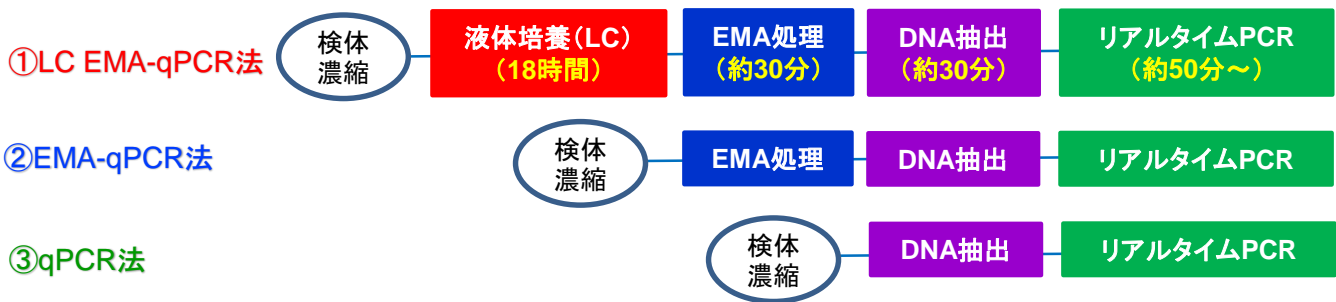 ①LC EMA-qPCR法
検体
濃縮
液体培養(LC)
(18時間)
EMA処理
(約30分)
DNA抽出
(約30分)
リアルタイムPCR
(約50分～)
②EMA-qPCR法
検体
濃縮
EMA処理
DNA抽出
リアルタイムPCR
③qPCR法
検体
濃縮
DNA抽出
リアルタイムPCR